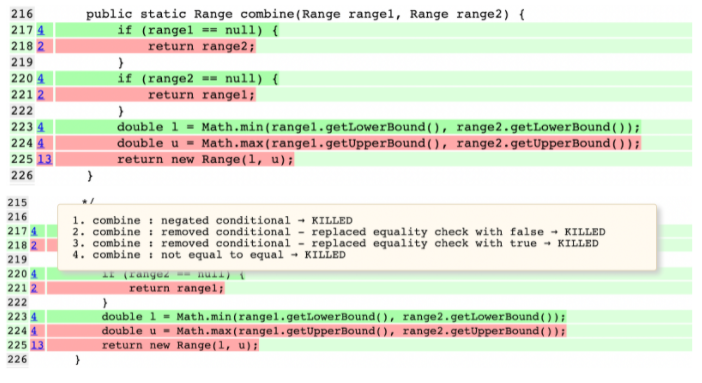 216 public static Range combine(Range range1, Range range2) {
217 4 if (range1 == null) {
218 2 return range2;
219 }
220 4 if (range2 == null) {
221 2 return range1;
222 }
223 4 double l = Math.min(range1.getLowerBound(), range2.getLowerBound());
224 4 double u = Math.max(range1.getUpperBound(), range2.getUpperBound());
225 13 return new Range(l, u);
226 }
215 */
216
1. combine : negated conditional → KILLED
217 4
2. combine : removed conditional - replaced equality check with false → KILLED
218 2
3. combine : removed conditional - replaced equality check with true → KILLED
219
4. combine : not equal to equal → KILLED
220 4 if (range2 == null) {
221 2 return range1;
222 }
223 4 double l = Math.min(range1.getLowerBound(), range2.getLowerBound());
224 4 double u = Math.max(range1.getUpperBound(), range2.getUpperBound());
225 13 return new Range(l, u);
226 }